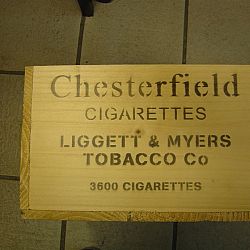 Chesterfield
CIGARETTES
LIGGETT & MYERS
TOBACCO Co
3600 CIGARETTES